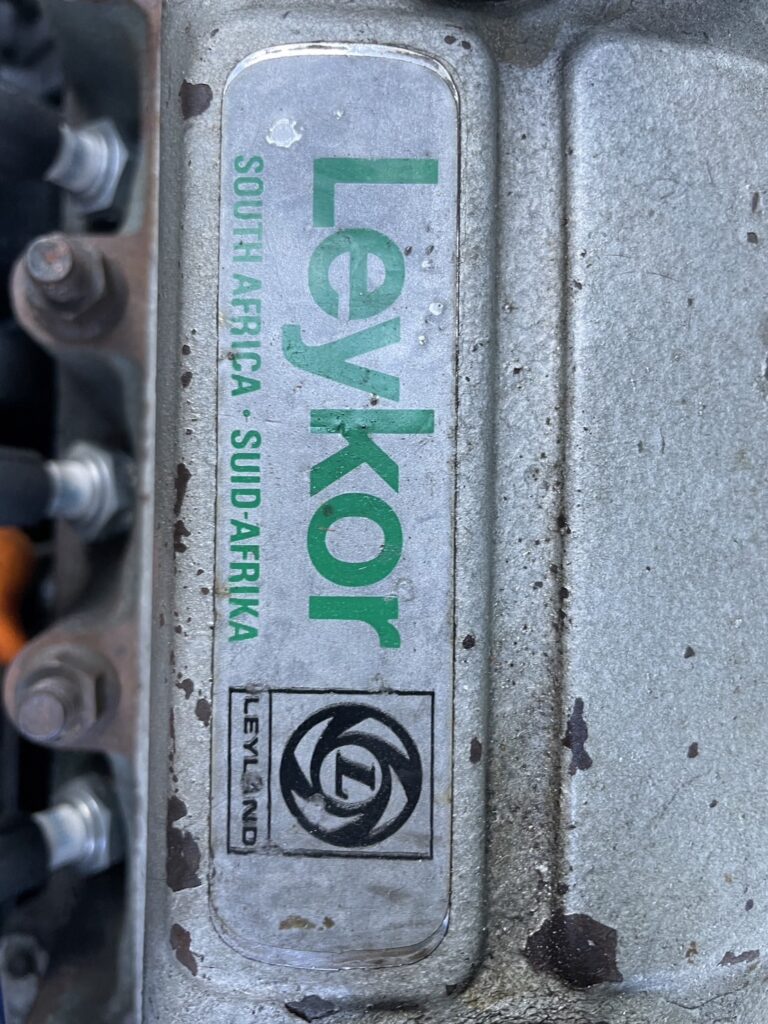 Leykor
SOUTH AFRICA · SUID-AFRIKA
L
LEYLAND